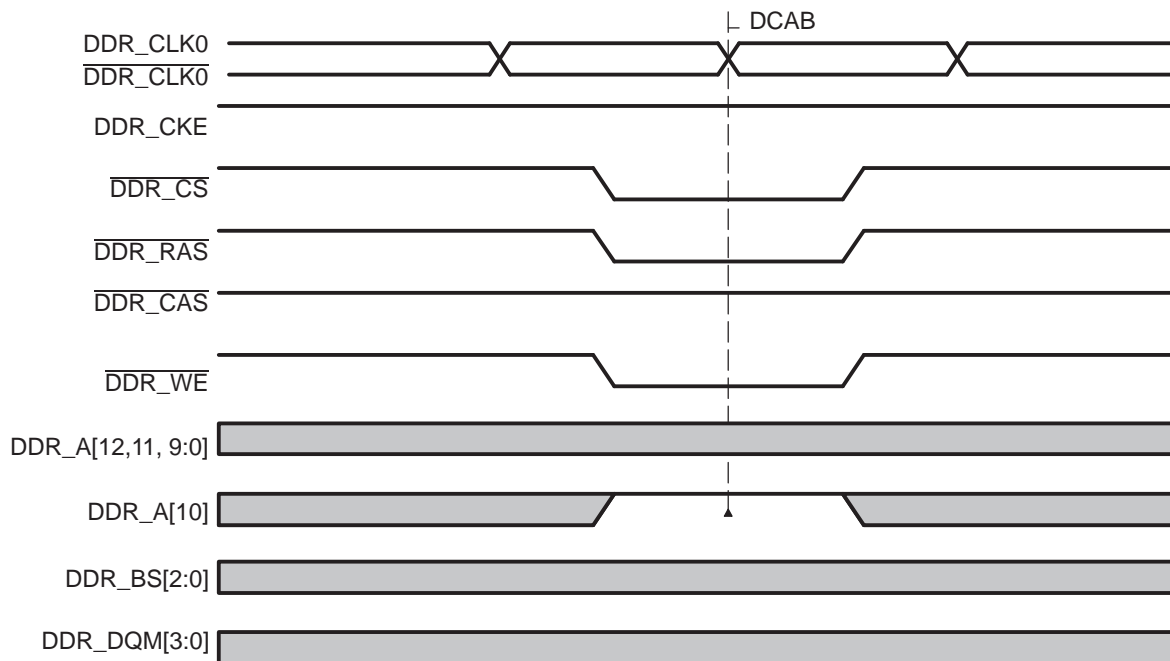 DCAB
DDR_CLK0
DDR_CLK0
DDR_CKE
DDR_CS
DDR_RAS
DDR_CAS
DDR_WE
DDR_A[12,11, 9:0]
DDR_A[10]
DDR_BS[2:0]
DDR_DQM[3:0]